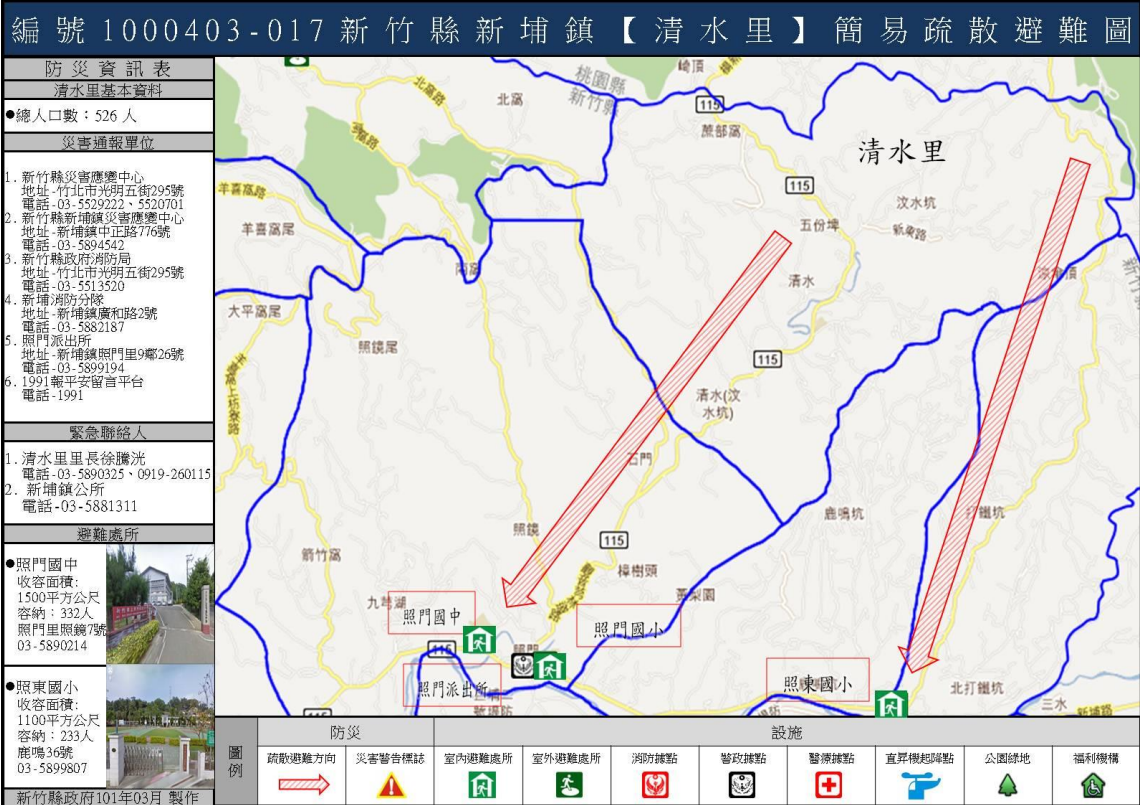 編號1000403-017新竹縣新埔鎮【清水里】簡易疏散避難圖
防災資訊表
清水里基本資料
●總人口數：526 人
災害通報單位
1. 新竹縣災害應變中心
地址-竹北市光明五街295號
電話-03-5529222、5520701
2. 新竹縣新埔鎮災害應變中心
地址-新埔鎮中正路776號
電話-03-5894542
3. 新竹縣政府消防局
地址-竹北市光明五街295號
電話-03-5513520
4. 新埔消防分隊
地址-新埔鎮廣和路2號
電話-03-5882187
5. 照門派出所
地址-新埔鎮照門里9鄰26號
電話-03-5899194
6. 1991報平安留言平台
電話-1991
緊急聯絡人
1. 清水里里長徐騰洸
電話-03-5890325、0919-260115
2. 新埔鎮公所
電話-03-5881311
避難處所
●照門國中
收容面積:
1500平方公尺
容納：332人
照門里照鏡7號
03-5890214
●照東國小
收容面積:
1100平方公尺
容納：233人
鹿鳴36號
03-5899807
新竹縣政府101年03月 製作
崎頂
桃園縣
新竹縣
北窩
115
蕨部窩
清水里
115
汶水坑
五份埤
新東路
羊喜窩路
羊喜窩尾
清水
大平窩尾
照鏡尾
115
清水(汶
水坑)
石門
鹿鳴坑
打鐵坑
照鏡
115
箭竹窩
樟樹頭
九芎湖
照門國中
照門國小
115
照門
照門派出所
照東國小
北打鐵坑
三水
圖例
防災
設施
疏散避難方向
災害警告標誌
室內避難處所
室外避難處所
消防據點
警政據點
醫療據點
直昇機起降點
公園綠地
福利機構